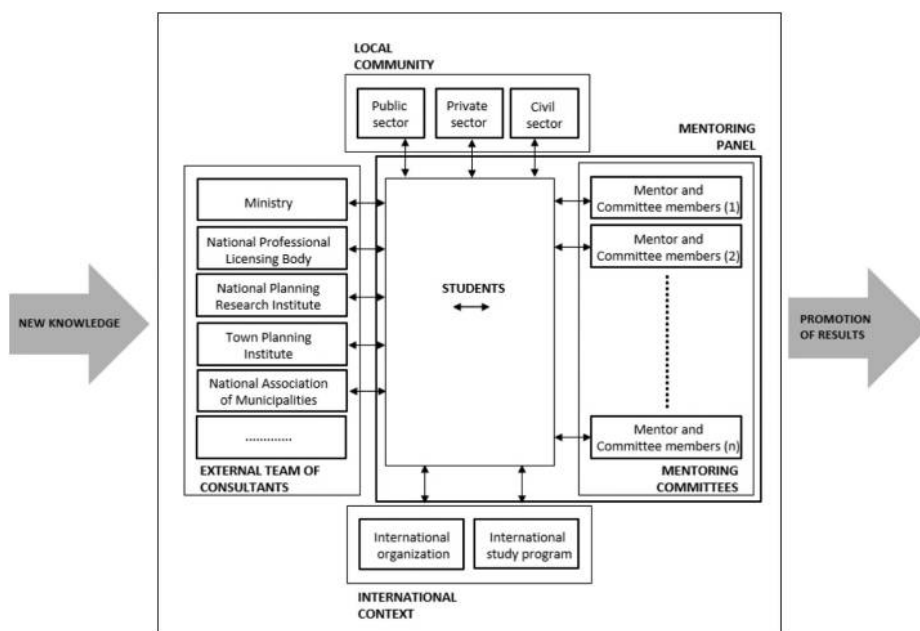 LOCAL
COMMUNITY
Public
sector
Private
sector
Civil
sector
MENTORING
PANEL
Ministry
National Professional
Licensing Body
National Planning
Research Institute
Town Planning
Institute
National Association
of Municipalities
.............
EXTERNAL TEAM OF
CONSULTANTS
NEW KNOWLEDGE
STUDENTS
Mentor and
Committee members (1)
Mentor and
Committee members (2)
Mentor and
Committee members (n)
MENTORING
COMMITTEES
PROMOTION
OF RESULTS
International
organization
International
study program
INTERNATIONAL
CONTEXT